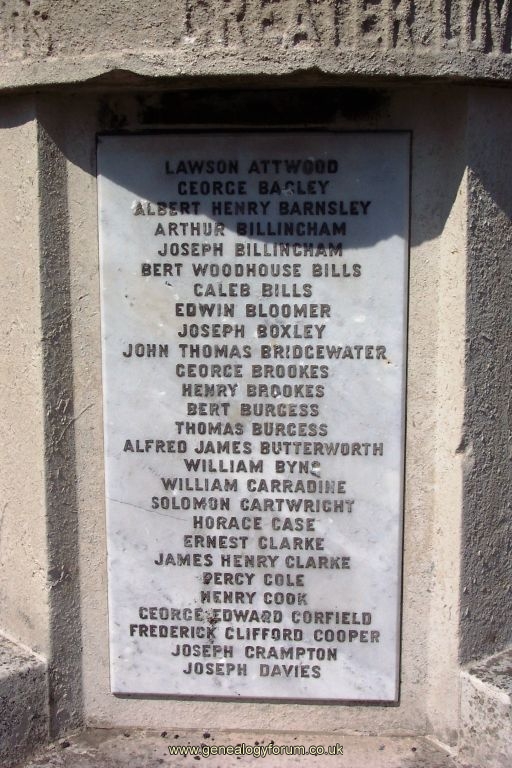 GREATER LOVE
LAWSON ATTWOOD
GEORGE BAGLEY
ALBERT HENRY BARNSLEY
ARTHUR BILLINGHAM
JOSEPH BILLINGHAM
BERT WOODHOUSE BILLS
CALEB BILLS
EDWIN BLOOMER
JOSEPH BOXLEY
JOHN THOMAS BRIDGEWATER
GEORGE BROOKES
HENRY BROOKES
BERT BURGESS
THOMAS BURGESS
ALFRED JAMES BUTTERWORTH
WILLIAM BYNG
WILLIAM CARRADINE
SOLOMON CARTWRIGHT
HORACE CASE
ERNEST CLARKE
JAMES HENRY CLARKE
PERCY COLE
HENRY COOK
GEORGE EDWARD CORFIELD
FREDERICK CLIFFORD COOPER
JOSEPH CRAMPTON
JOSEPH DAVIES
www.genealogyforum.co.uk